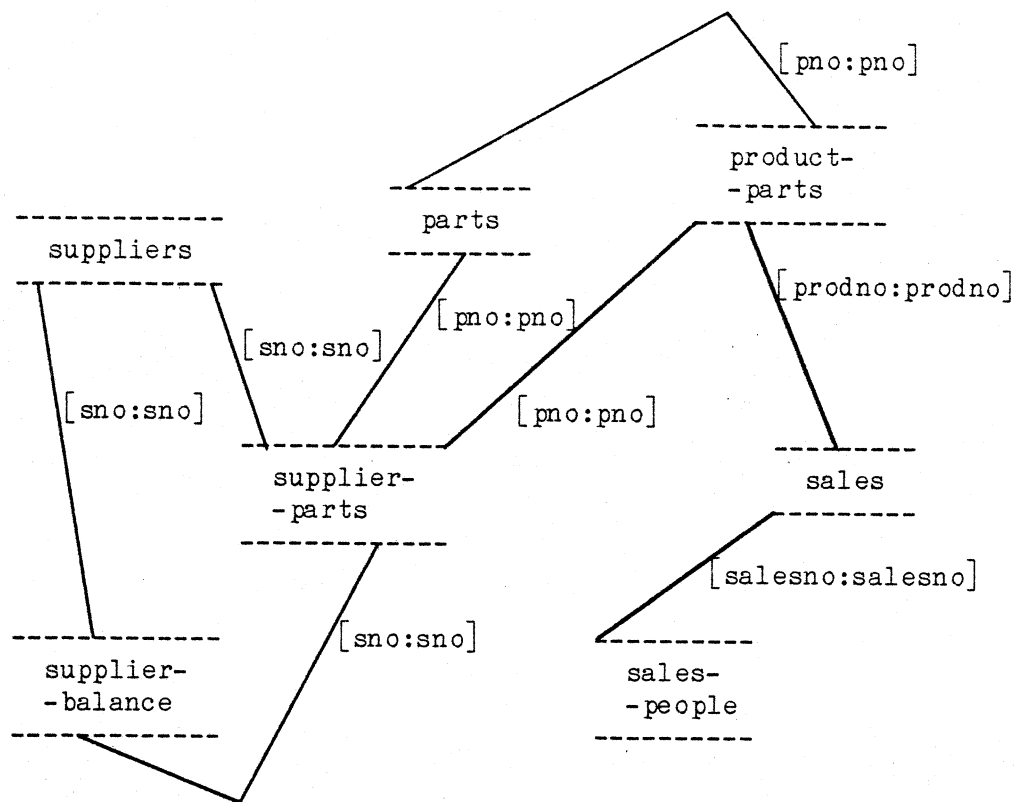 [pno:pno]
product-
-parts
parts
suppliers
[prodno:prodno]
[pno:pno]
[sno:sno]
[sno:sno]
[pno:pno]
supplier-
-parts
sales
[salesno:salesno]
[sno:sno]
supplier-
-balance
sales-
-people